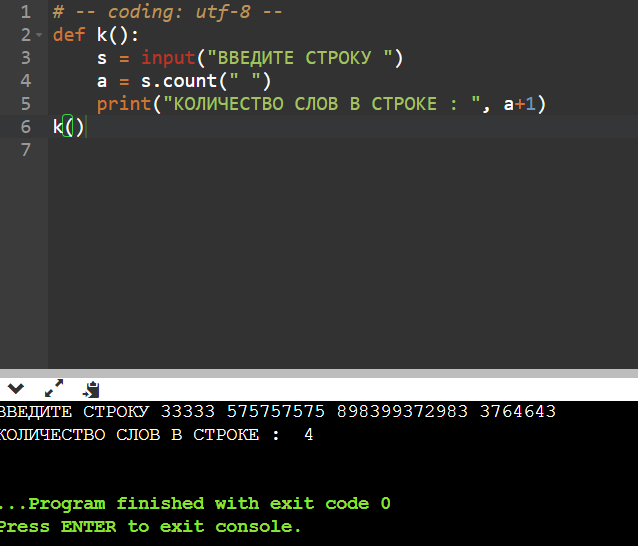 1 # -- coding: utf-8 --
2 def k():
3 s = input("ВВЕДИТЕ СТРОКУ ")
4 a = s.count(" ")
5 print("КОЛИЧЕСТВО СЛОВ В СТРОКЕ : ", a+1)
6 k()
7
ВВЕДИТЕ СТРОКУ 33333 575757575 898399372983 3764643
КОЛИЧЕСТВО СЛОВ В СТРОКЕ :  4
...Program finished with exit code 0
Press ENTER to exit console.